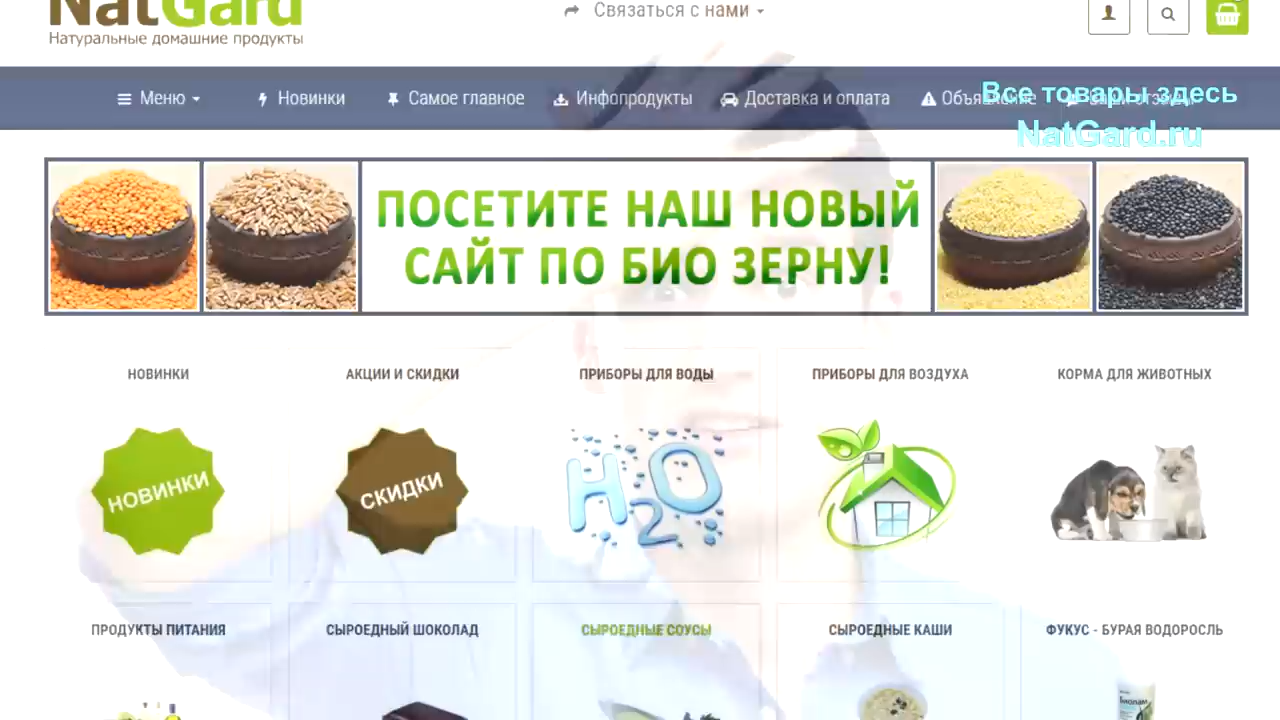 NatGard
Натуральные домашние продукты
Связаться с нами
Меню
Новинки
Самое главное
Инфопродукты
Доставка и оплата
Объявление
Все товары здесь
NatGard.ru
ПОСЕТИТЕ НАШ НОВЫЙ
САЙТ ПО БИО ЗЕРНУ!
НОВИНКИ
АКЦИИ И СКИДКИ
ПРИБОРЫ ДЛЯ ВОДЫ
ПРИБОРЫ ДЛЯ ВОЗДУХА
КОРМА ДЛЯ ЖИВОТНЫХ
НОВИНКИ
СКИДКИ
H2O
ПРОДУКТЫ ПИТАНИЯ
СЫРОЕДНЫЙ ШОКОЛАД
СЫРОЕДНЫЕ СОУСЫ
СЫРОЕДНЫЕ КАШИ
ФУКУС - БУРАЯ ВОДОРОСЛЬ